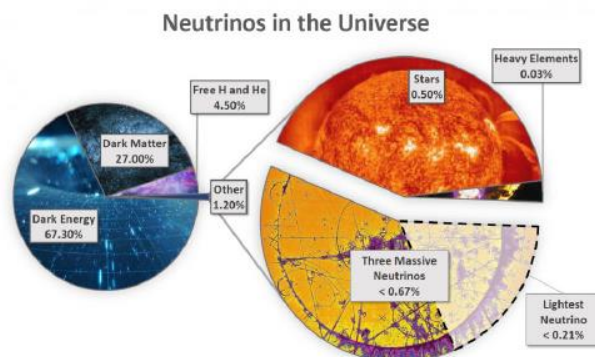 Neutrinos in the Universe
Heavy Elements
0.03%
Stars
0.50%
Free H and He
4.50%
Dark Matter
27.00%
Other
1.20%
Dark Energy
67.30%
Three Massive
Neutrinos
< 0.67%
Lightest
Neutrino
< 0.21%